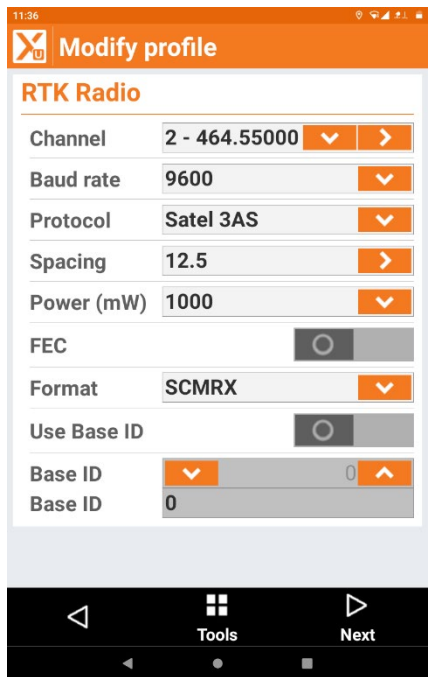 11:36
Xu Modify profile
RTK Radio
Channel 2 - 464.55000
Baud rate 9600
Protocol Satel 3AS
Spacing 12.5
Power (mW) 1000
FEC
Format SCMRX
Use Base ID
Base ID 0
Base ID 0
Tools Next